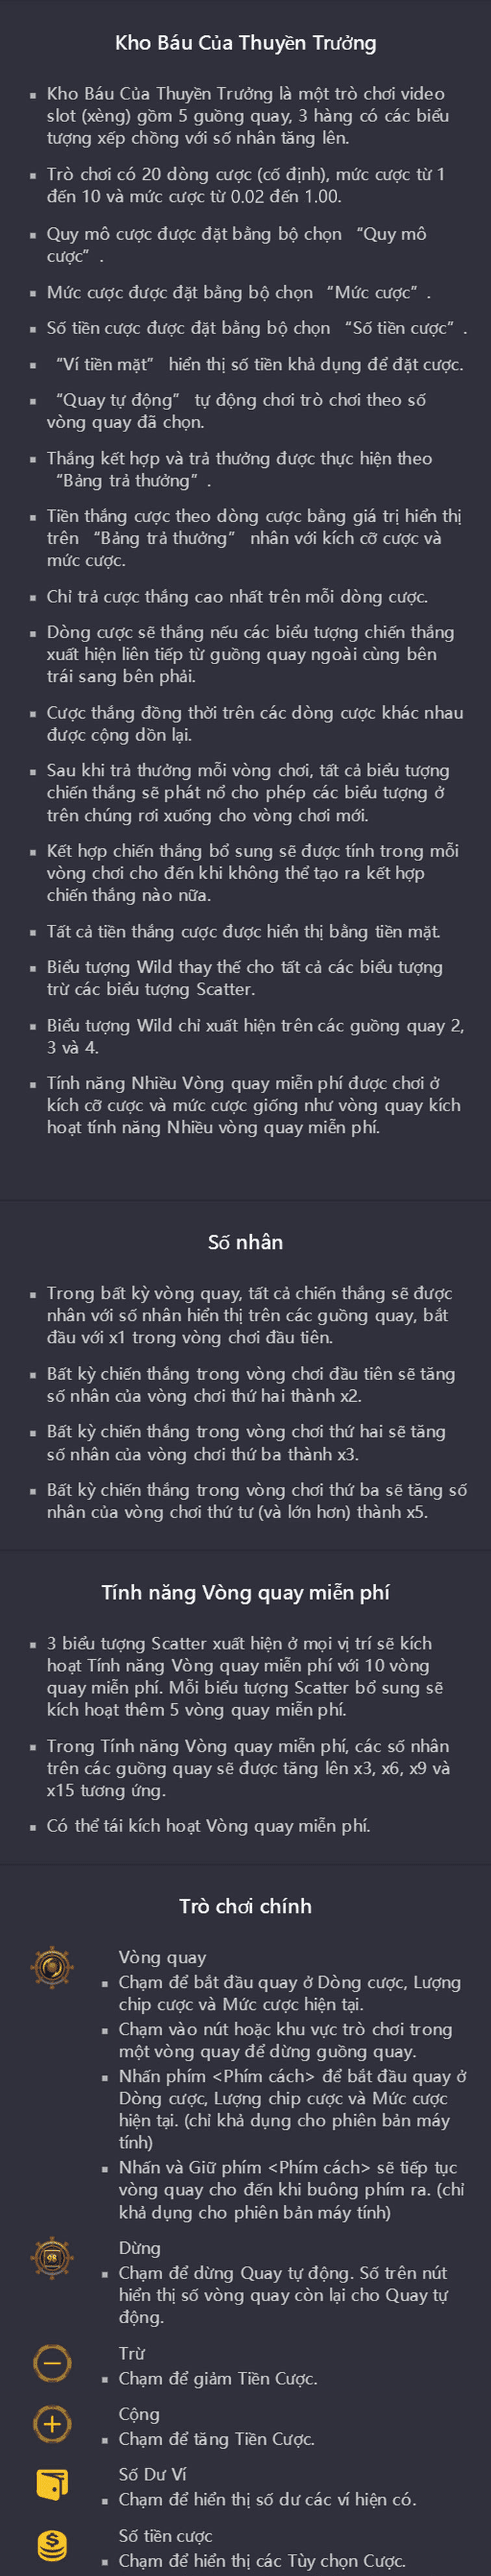 Kho Báu Của Thuyền Trưởng
▪ Kho Báu Của Thuyền Trưởng là một trò chơi video
slot (xèng) gồm 5 guồng quay, 3 hàng có các biểu
tượng xếp chồng với số nhân tăng lên.
▪ Trò chơi có 20 dòng cược (cố định), mức cược từ 1
đến 10 và mức cược từ 0.02 đến 1.00.
▪ Quy mô cược được đặt bằng bộ chọn “Quy mô
cược”.
▪ Mức cược được đặt bằng bộ chọn “Mức cược”.
▪ Số tiền cược được đặt bằng bộ chọn “Số tiền cược”.
▪ “Ví tiền mặt” hiển thị số tiền khả dụng để đặt cược.
▪ “Quay tự động” tự động chơi trò chơi theo số
vòng quay đã chọn.
▪ Thắng kết hợp và trả thưởng được thực hiện theo
“Bảng trả thưởng”.
▪ Tiền thắng cược theo dòng cược bằng giá trị hiển thị
trên “Bảng trả thưởng” nhân với kích cỡ cược và
mức cược.
▪ Chỉ trả cược thắng cao nhất trên mỗi dòng cược.
▪ Dòng cược sẽ thắng nếu các biểu tượng chiến thắng
xuất hiện liên tiếp từ guồng quay ngoài cùng bên
trái sang bên phải.
▪ Cược thắng đồng thời trên các dòng cược khác nhau
được cộng dồn lại.
▪ Sau khi trả thưởng mỗi vòng chơi, tất cả biểu tượng
chiến thắng sẽ phát nổ cho phép các biểu tượng ở
trên chúng rơi xuống cho vòng chơi mới.
▪ Kết hợp chiến thắng bổ sung sẽ được tính trong mỗi
vòng chơi cho đến khi không thể tạo ra kết hợp
chiến thắng nào nữa.
▪ Tất cả tiền thắng cược được hiển thị bằng tiền mặt.
▪ Biểu tượng Wild thay thế cho tất cả các biểu tượng
trừ các biểu tượng Scatter.
▪ Biểu tượng Wild chỉ xuất hiện trên các guồng quay 2,
3 và 4.
▪ Tính năng Nhiều Vòng quay miễn phí được chơi ở
kích cỡ cược và mức cược giống như vòng quay kích
hoạt tính năng Nhiều vòng quay miễn phí.
Số nhân
▪ Trong bất kỳ vòng quay, tất cả chiến thắng sẽ được
nhân với số nhân hiển thị trên các guồng quay, bắt
đầu với x1 trong vòng chơi đầu tiên.
▪ Bất kỳ chiến thắng trong vòng chơi đầu tiên sẽ tăng
số nhân của vòng chơi thứ hai thành x2.
▪ Bất kỳ chiến thắng trong vòng chơi thứ hai sẽ tăng
số nhân của vòng chơi thứ ba thành x3.
▪ Bất kỳ chiến thắng trong vòng chơi thứ ba sẽ tăng số
nhân của vòng chơi thứ tư (và lớn hơn) thành x5.
Tính năng Vòng quay miễn phí
▪ 3 biểu tượng Scatter xuất hiện ở mọi vị trí sẽ kích
hoạt Tính năng Vòng quay miễn phí với 10 vòng
quay miễn phí. Mỗi biểu tượng Scatter bổ sung sẽ
kích hoạt thêm 5 vòng quay miễn phí.
▪ Trong Tính năng Vòng quay miễn phí, các số nhân
trên các guồng quay sẽ được tăng lên x3, x6, x9 và
x15 tương ứng.
▪ Có thể tái kích hoạt Vòng quay miễn phí.
Trò chơi chính
Vòng quay
▪ Chạm để bắt đầu quay ở Dòng cược, Lượng
chip cược và Mức cược hiện tại.
▪ Chạm vào nút hoặc khu vực trò chơi trong
một vòng quay để dừng guồng quay.
▪ Nhấn phím <Phím cách> để bắt đầu quay ở
Dòng cược, Lượng chip cược và Mức cược
hiện tại. (chỉ khả dụng cho phiên bản máy
tính)
▪ Nhấn và Giữ phím <Phím cách> sẽ tiếp tục
vòng quay cho đến khi buông phím ra. (chỉ
khả dụng cho phiên bản máy tính)
Dừng
▪ Chạm để dừng Quay tự động. Số trên nút
hiển thị số vòng quay còn lại cho Quay tự
động.
Trừ
▪ Chạm để giảm Tiền Cược.
Cộng
▪ Chạm để tăng Tiền Cược.
Số Dư Ví
▪ Chạm để hiển thị số dư các ví hiện có.
Số tiền cược
▪ Chạm để hiển thị các Tùy chọn Cược.